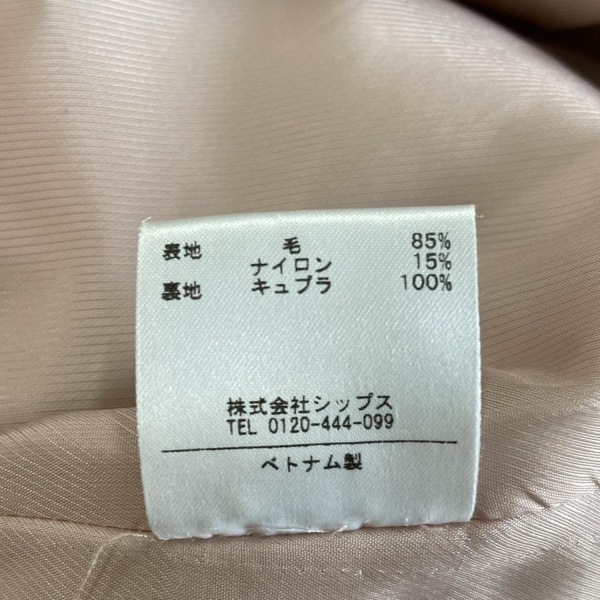 表地 毛 85%
ナイロン 15%
裏地 キュプラ 100%
株式会社シップス
TEL 0120-444-099
ベトナム製